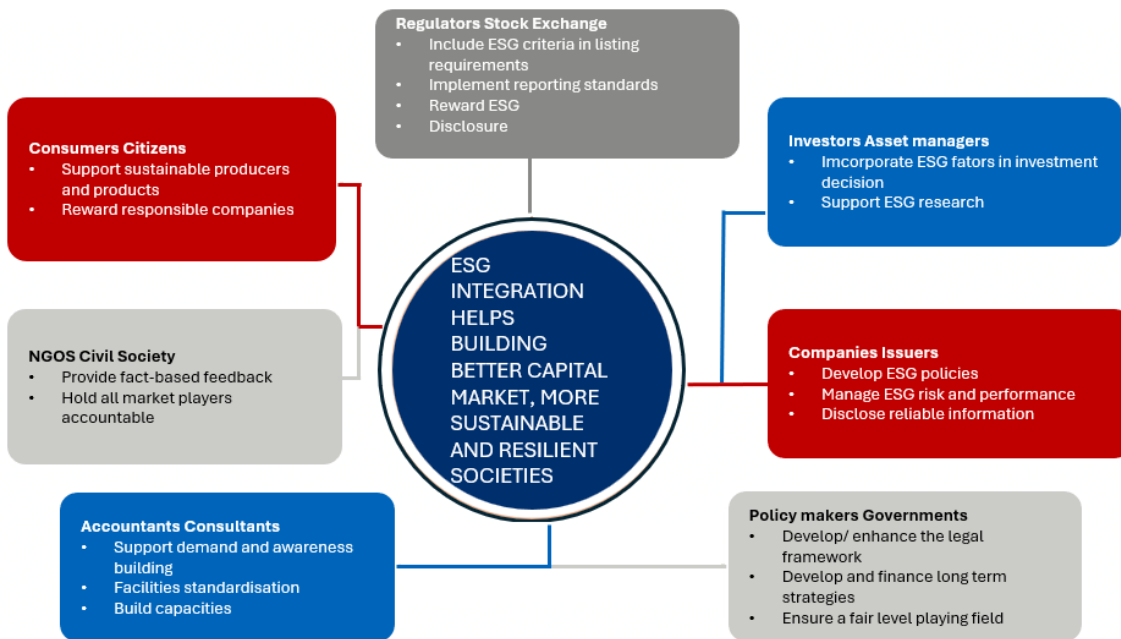 Regulators Stock Exchange
• Include ESG criteria in listing
requirements
• Implement reporting standards
• Reward ESG
• Disclosure
Consumers Citizens
• Support sustainable producers
and products
• Reward responsible companies
Investors Asset managers
• Imcorporate ESG fators in investment
decision
• Support ESG research
ESG
INTEGRATION
HELPS
BUILDING
BETTER CAPITAL
MARKET, MORE
SUSTAINABLE
AND RESILIENT
SOCIETIES
NGOS Civil Society
• Provide fact-based feedback
• Hold all market players
accountable
Companies Issuers
• Develop ESG policies
• Manage ESG risk and performance
• Disclose reliable information
Accountants Consultants
• Support demand and awareness
building
• Facilities standardisation
• Build capacities
Policy makers Governments
• Develop/ enhance the legal
framework
• Develop and finance long term
strategies
• Ensure a fair level playing field